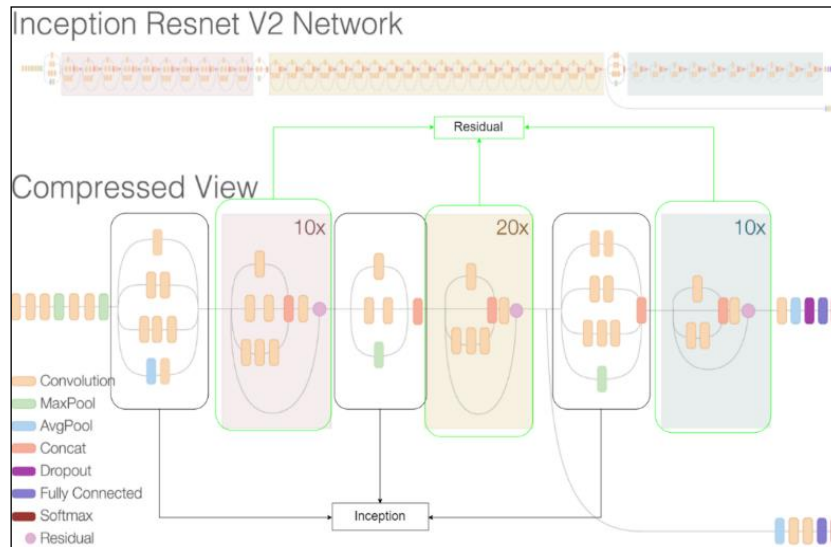 Inception Resnet V2 Network
Residual
Compressed View
10x
20x
10x
Convolution
MaxPool
AvgPool
Concat
Dropout
Fully Connected
Softmax
Residual
Inception